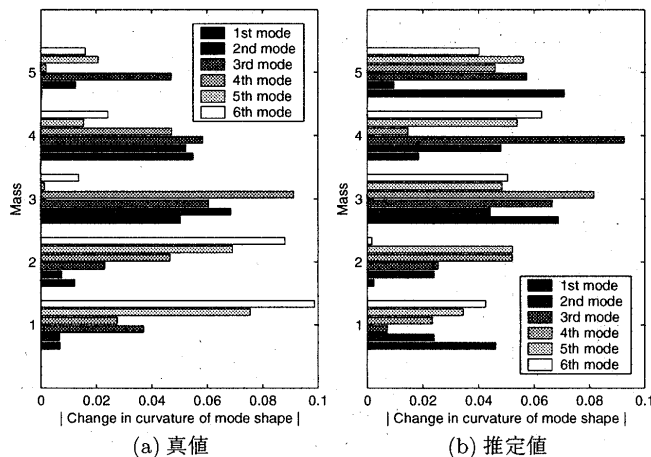 1st mode
2nd mode
3rd mode
4th mode
5th mode
6th mode
5
4
3
2
1
Mass
0
0.02
0.04
0.06
0.08
0.1
| Change in curvature of mode shape |
(a) 真値
5
4
3
2
1
Mass
1st mode
2nd mode
3rd mode
4th mode
5th mode
6th mode
0
0.02
0.04
0.06
0.08
0.1
| Change in curvature of mode shape |
(b) 推定値